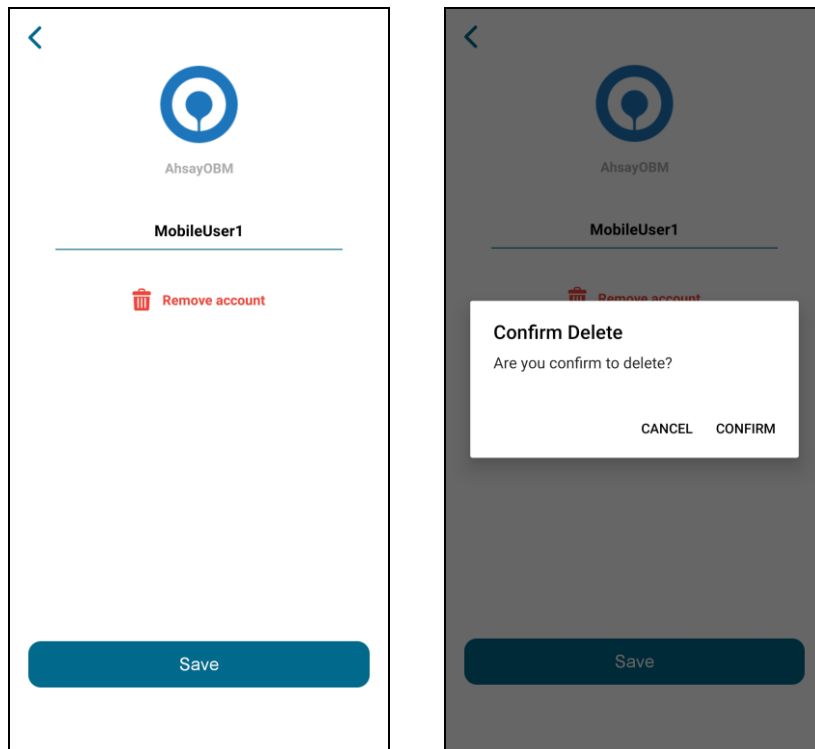 AhsayOBM
MobileUser1
Remove account
Save
AhsayOBM
MobileUser1
Remove account
Confirm Delete
Are you confirm to delete?
CANCEL CONFIRM
Save